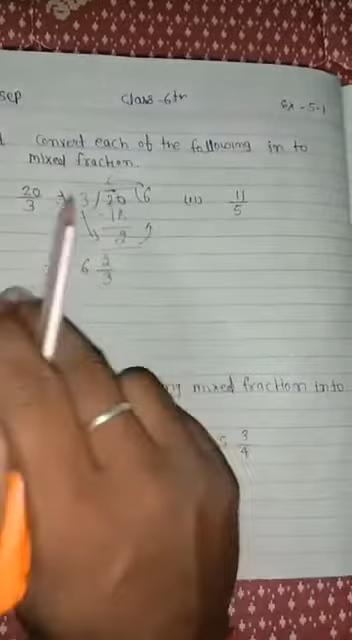 sep Class-6th Ex-5.1
Convert each of the following in to
mixed fraction.
20/3 3/20(6 11/5
18
2
6 2/3
mixed fraction into
3/4